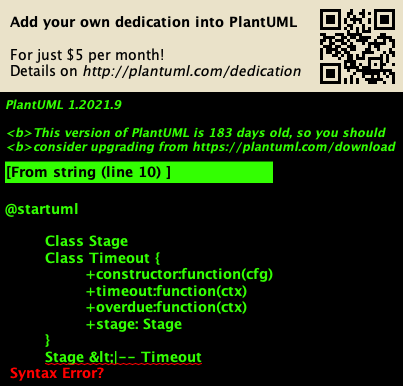 Add your own dedication into PlantUML
For just $5 per month!
Details on http://plantuml.com/dedication
PlantUML 1.2021.9
<b>This version of PlantUML is 183 days old, so you should
<b>consider upgrading from https://plantuml.com/download
[From string (line 10) ]
@startuml
Class Stage
Class Timeout {
+constructor:function(cfg)
+timeout:function(ctx)
+overdue:function(ctx)
+stage: Stage
}
Stage &lt;|-- Timeout
Syntax Error?